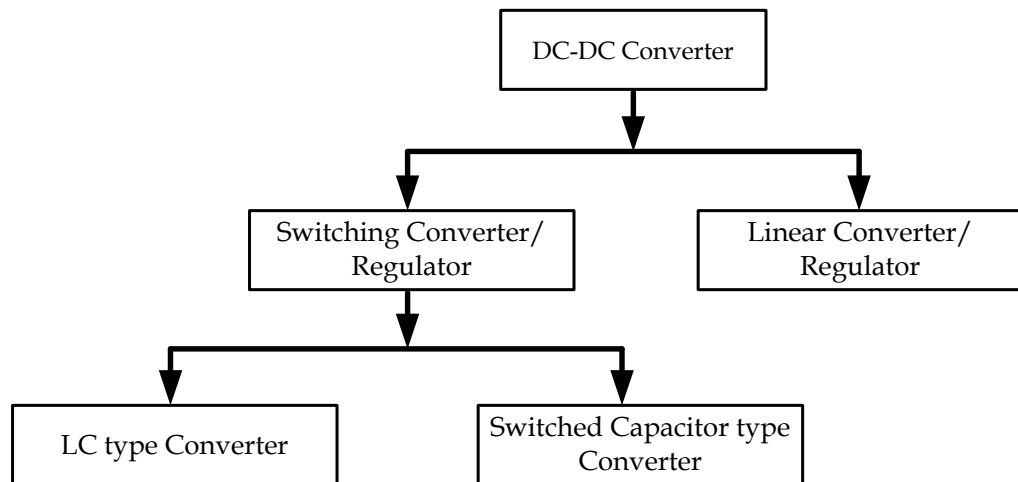 DC-DC Converter
Switching Converter/
Regulator
Linear Converter/
Regulator
LC type Converter
Switched Capacitor type
Converter